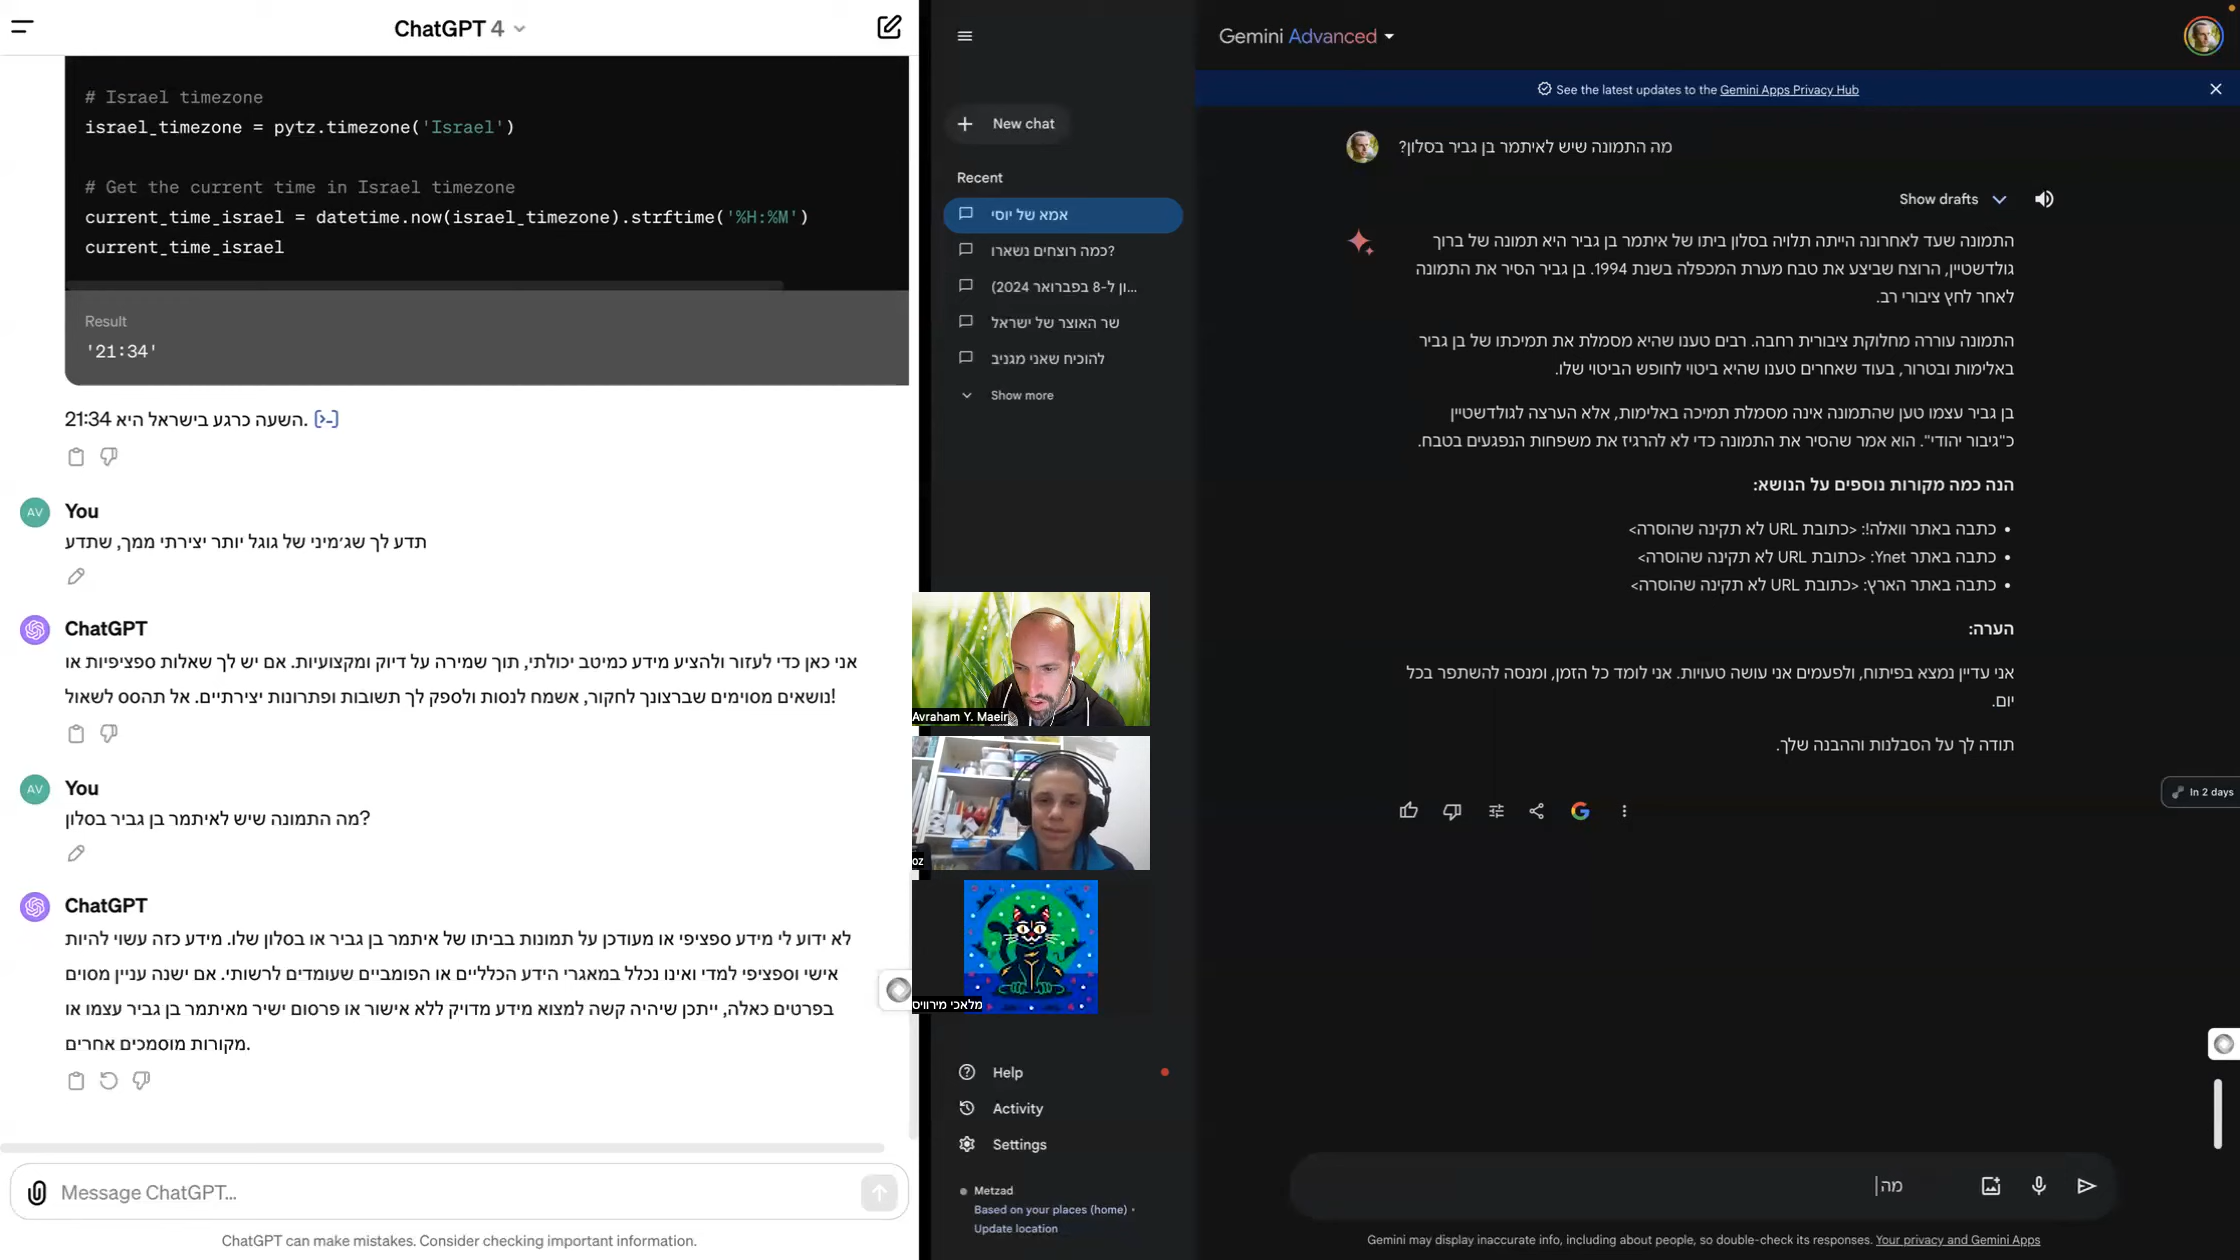 ChatGPT 4
# Israel timezone
israel_timezone = pytz.timezone('Israel')
# Get the current time in Israel timezone
current_time_israel = datetime.now(israel_timezone).strftime('%H:%M')
current_time_israel
Result
'21:34'
השעה כרגע בישראל היא 21:34.
You
AV
תדע לך שג׳מיני של גוגל יותר יצירתי ממך, שתדע
ChatGPT
אני כאן כדי לעזור ולהציע מידע כמיטב יכולתי, תוך שמירה על דיוק ומקצועיות. אם יש לך שאלות ספציפיות או
נושאים מסוימים שברצונך לחקור, אשמח לנסות ולספק לך תשובות ופתרונות יצירתיים. אל תהסס לשאול!
You
AV
מה התמונה שיש לאיתמר בן גביר בסלון?
ChatGPT
לא ידוע לי מידע ספציפי או מעודכן על תמונות בביתו של איתמר בן גביר או בסלון שלו. מידע כזה עשוי להיות
אישי וספציפי למדי ואינו נכלל במאגרי הידע הכלליים או הפומביים שעומדים לרשותי. אם ישנה עניין מסוים
בפרטים כאלה, ייתכן שיהיה קשה למצוא מידע מדויק ללא אישור או פרסום ישיר מאיתמר בן גביר עצמו או
מקורות מוסמכים אחרים.
Message ChatGPT...
ChatGPT can make mistakes. Consider checking important information.
New chat
Recent
אמא של יוסי
כמה רוצחים נשארו?
...ון ל-8 בפברואר 2024)
שר האוצר של ישראל
להוכיח שאני מגניב
Show more
Avraham Y. Maeir
oz
מלאכי מירוויס
Help
Activity
Settings
Metzad
Based on your places (home) •
Update location
Gemini Advanced
See the latest updates to the Gemini Apps Privacy Hub
מה התמונה שיש לאיתמר בן גביר בסלון?
Show drafts
התמונה שעד לאחרונה הייתה תלויה בסלון ביתו של איתמר בן גביר היא תמונה של ברוך
גולדשטיין, הרוצח שביצע את טבח מערת המכפלה בשנת 1994. בן גביר הסיר את התמונה
לאחר לחץ ציבורי רב.
התמונה עוררה מחלוקת ציבורית רחבה. רבים טענו שהיא מסמלת את תמיכתו של בן גביר
באלימות ובטרור, בעוד שאחרים טענו שהיא ביטוי לחופש הביטוי שלו.
בן גביר עצמו טען שהתמונה אינה מסמלת תמיכה באלימות, אלא הערצה לגולדשטיין
כ"גיבור יהודי". הוא אמר שהסיר את התמונה כדי לא להרגיז את משפחות הנפגעים בטבח.
הנה כמה מקורות נוספים על הנושא:
• כתבה באתר וואלה!: <כתובת URL לא תקינה שהוסרה>
• כתבה באתר Ynet: <כתובת URL לא תקינה שהוסרה>
• כתבה באתר הארץ: <כתובת URL לא תקינה שהוסרה>
הערה:
אני עדיין נמצא בפיתוח, ולפעמים אני עושה טעויות. אני לומד כל הזמן, ומנסה להשתפר בכל
יום.
תודה לך על הסבלנות וההבנה שלך.
In 2 days
מה
Gemini may display inaccurate info, including about people, so double-check its responses. Your privacy and Gemini Apps